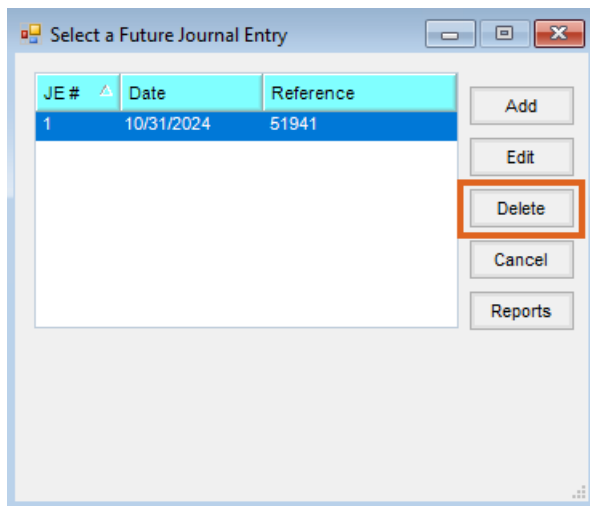 Select a Future Journal Entry
JE # Date Reference
1 10/31/2024 51941
Add
Edit
Delete
Cancel
Reports